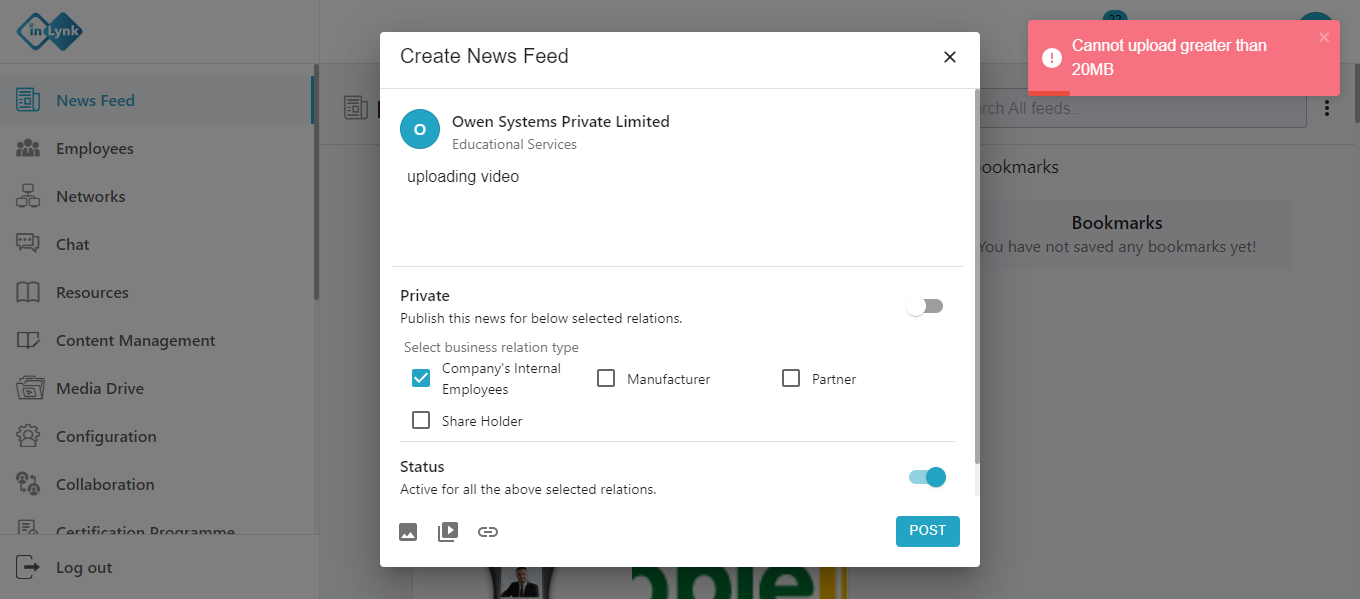 inLynk
News Feed
Employees
Networks
Chat
Resources
Content Management
Media Drive
Configuration
Collaboration
Certification Programme
Log out
Create News Feed
O
Owen Systems Private Limited
Educational Services
uploading video
Private
Publish this news for below selected relations.
Select business relation type
Company's Internal
Employees
Manufacturer
Partner
Share Holder
Status
Active for all the above selected relations.
POST
22
Cannot upload greater than
20MB
rch All feeds...
ookmarks
Bookmarks
You have not saved any bookmarks yet!